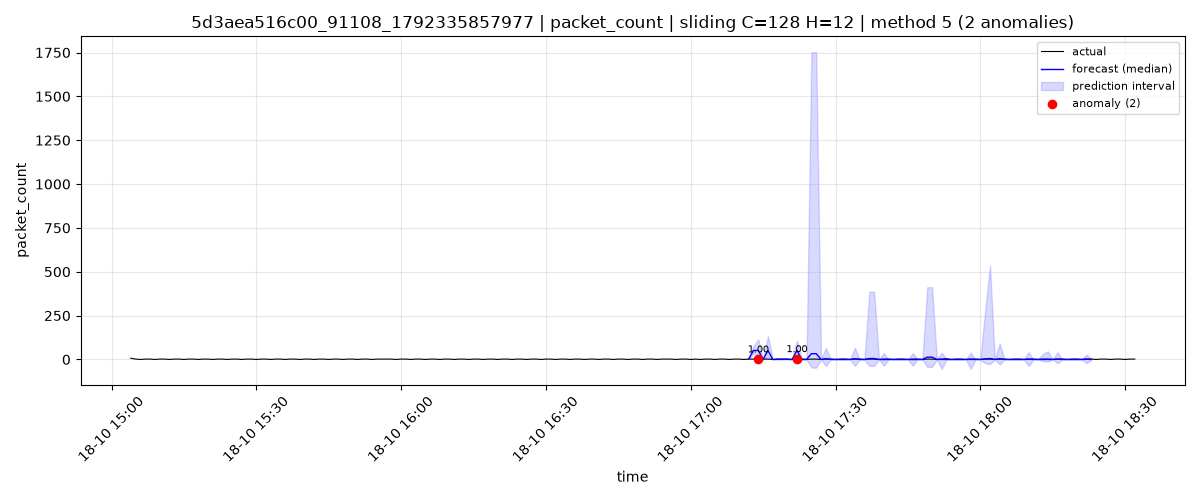 5d3aea516c00_91108_1792335857977 | packet_count | sliding C=128 H=12 | method 5 (2 anomalies)
packet_count
1750
1500
1250
1000
750
500
250
0
actual
forecast (median)
prediction interval
anomaly (2)
1.00
1.00
18-10 15:00
18-10 15:30
18-10 16:00
18-10 16:30
18-10 17:00
18-10 17:30
18-10 18:00
18-10 18:30
time